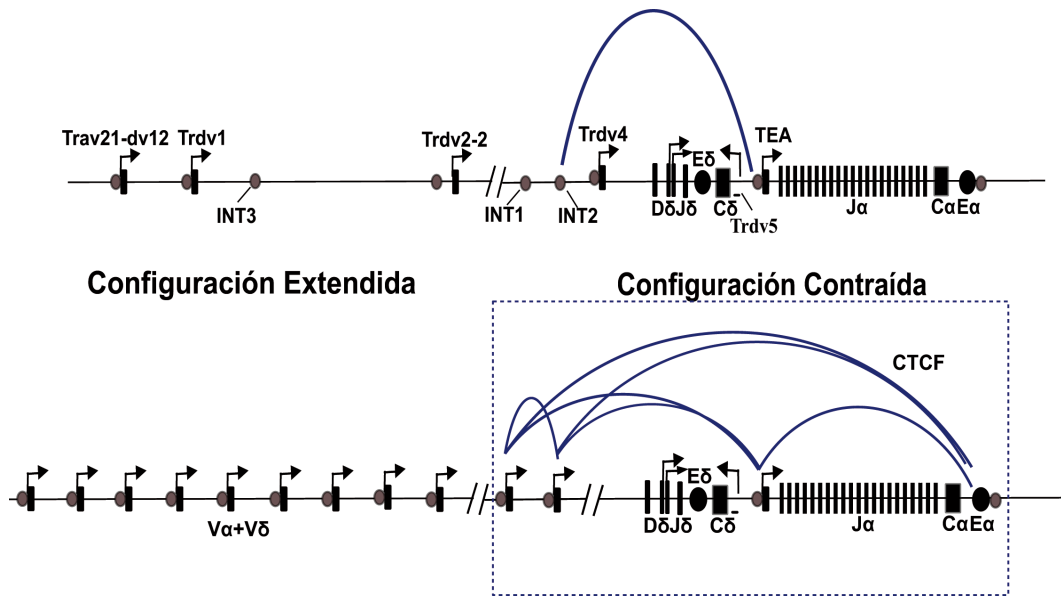 Trav21-dv12
Trdv1
Trdv2-2
Trdv4
Eδ
TEA
INT3
INT1
INT2
DδJδ
Cδ
Trdv5
Jα
CαEα
Configuración Extendida
Configuración Contraída
CTCF
Vα+Vδ
Eδ
DδJδ
Cδ
Jα
CαEα